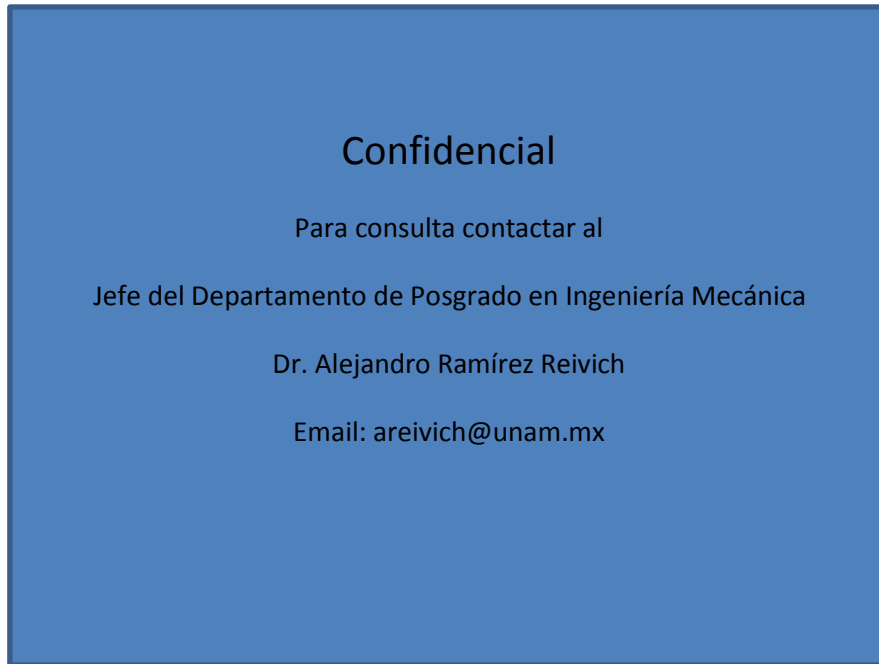 Confidencial
Para consulta contactar al
Jefe del Departamento de Posgrado en Ingeniería Mecánica
Dr. Alejandro Ramírez Reivich
Email: areivich@unam.mx